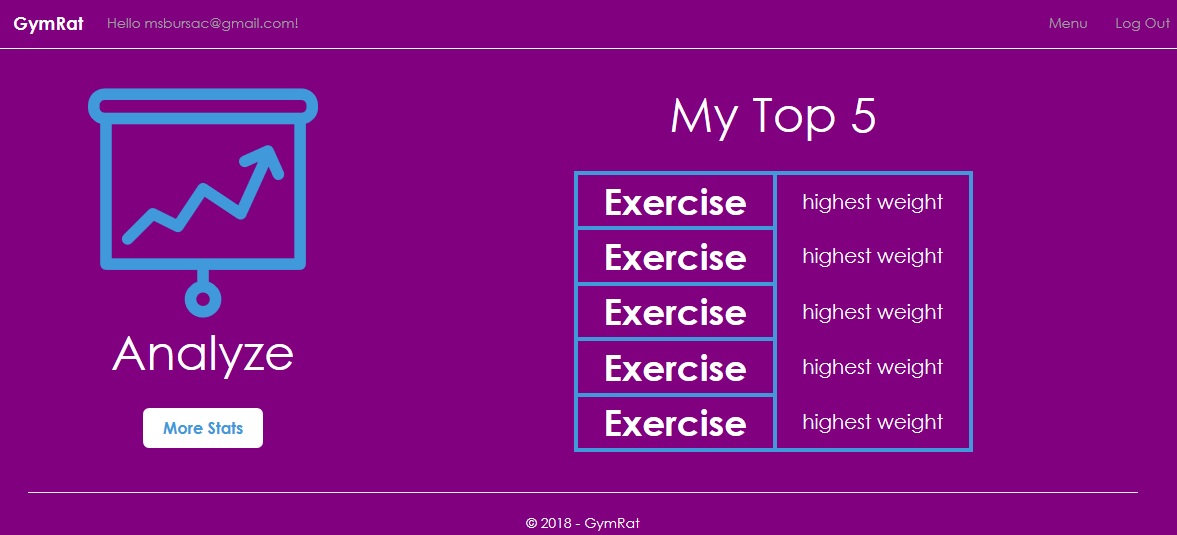 GymRat Hello msbursac@gmail.com! Menu Log Out
My Top 5
Exercise highest weight
Exercise highest weight
Exercise highest weight
Exercise highest weight
Exercise highest weight
Analyze
More Stats
© 2018 - GymRat